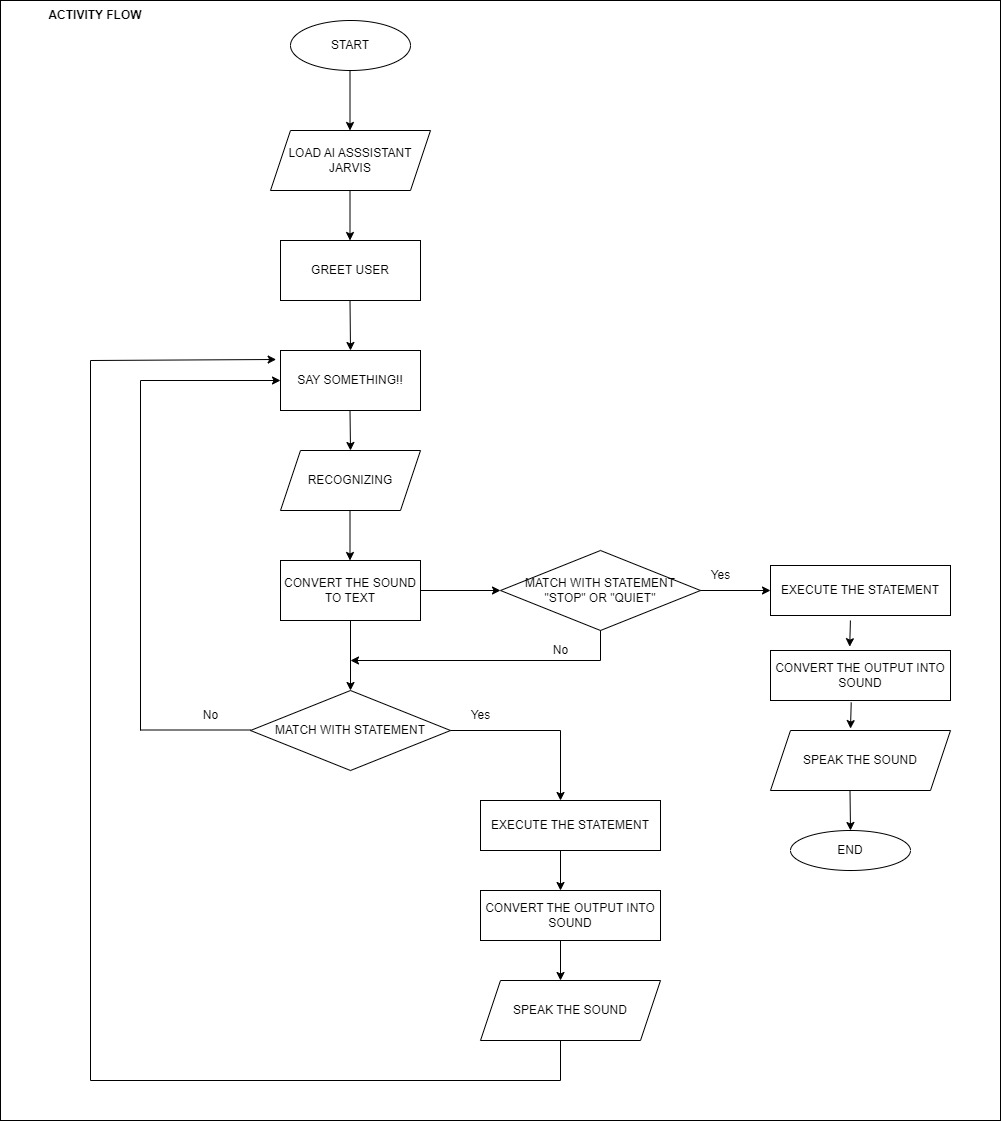 ACTIVITY FLOW
START
LOAD AI ASSSISTANT
JARVIS
GREET USER
SAY SOMETHING!!
RECOGNIZING
CONVERT THE SOUND
TO TEXT
MATCH WITH STATEMENT
"STOP" OR "QUIET"
Yes
EXECUTE THE STATEMENT
No
CONVERT THE OUTPUT INTO
SOUND
SPEAK THE SOUND
END
No
MATCH WITH STATEMENT
Yes
EXECUTE THE STATEMENT
CONVERT THE OUTPUT INTO
SOUND
SPEAK THE SOUND